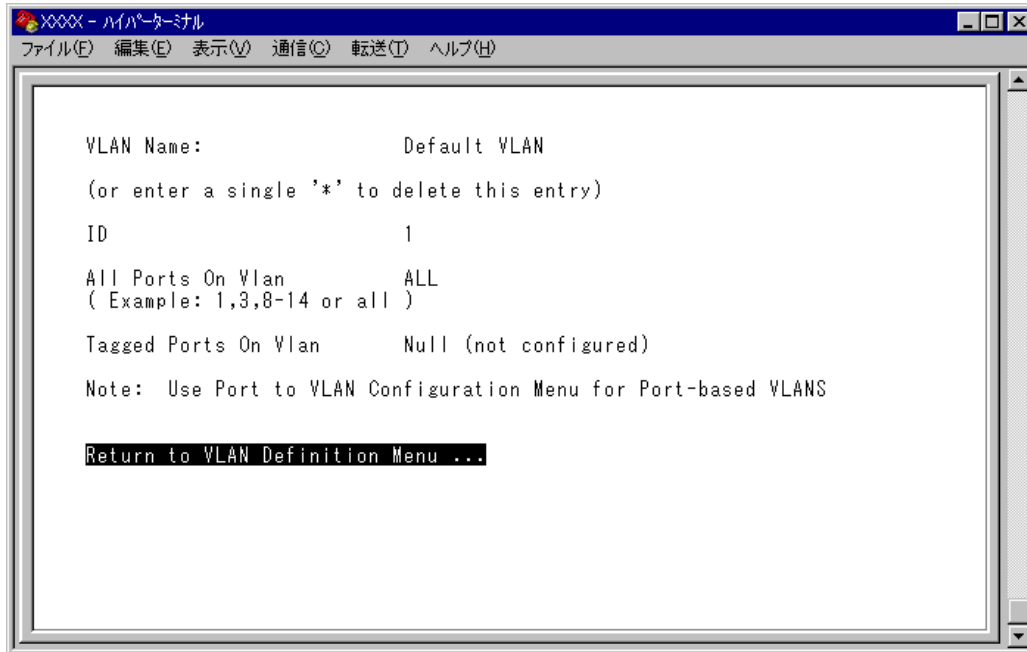 XXXX - ハイパーターミナル
ファイル(F) 編集(E) 表示(V) 通信(C) 転送(T) ヘルプ(H)
VLAN Name: Default VLAN
(or enter a single '*' to delete this entry)
ID 1
All Ports On Vlan ALL
( Example: 1,3,8-14 or all )
Tagged Ports On Vlan Null (not configured)
Note: Use Port to VLAN Configuration Menu for Port-based VLANS
Return to VLAN Definition Menu ...